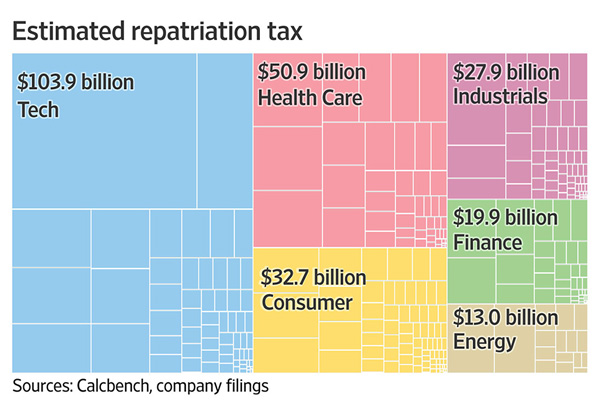 Estimated repatriation tax
$103.9 billion
Tech
$50.9 billion
Health Care
$27.9 billion
Industrials
$32.7 billion
Consumer
$19.9 billion
Finance
$13.0 billion
Energy
Sources: Calcbench, company filings